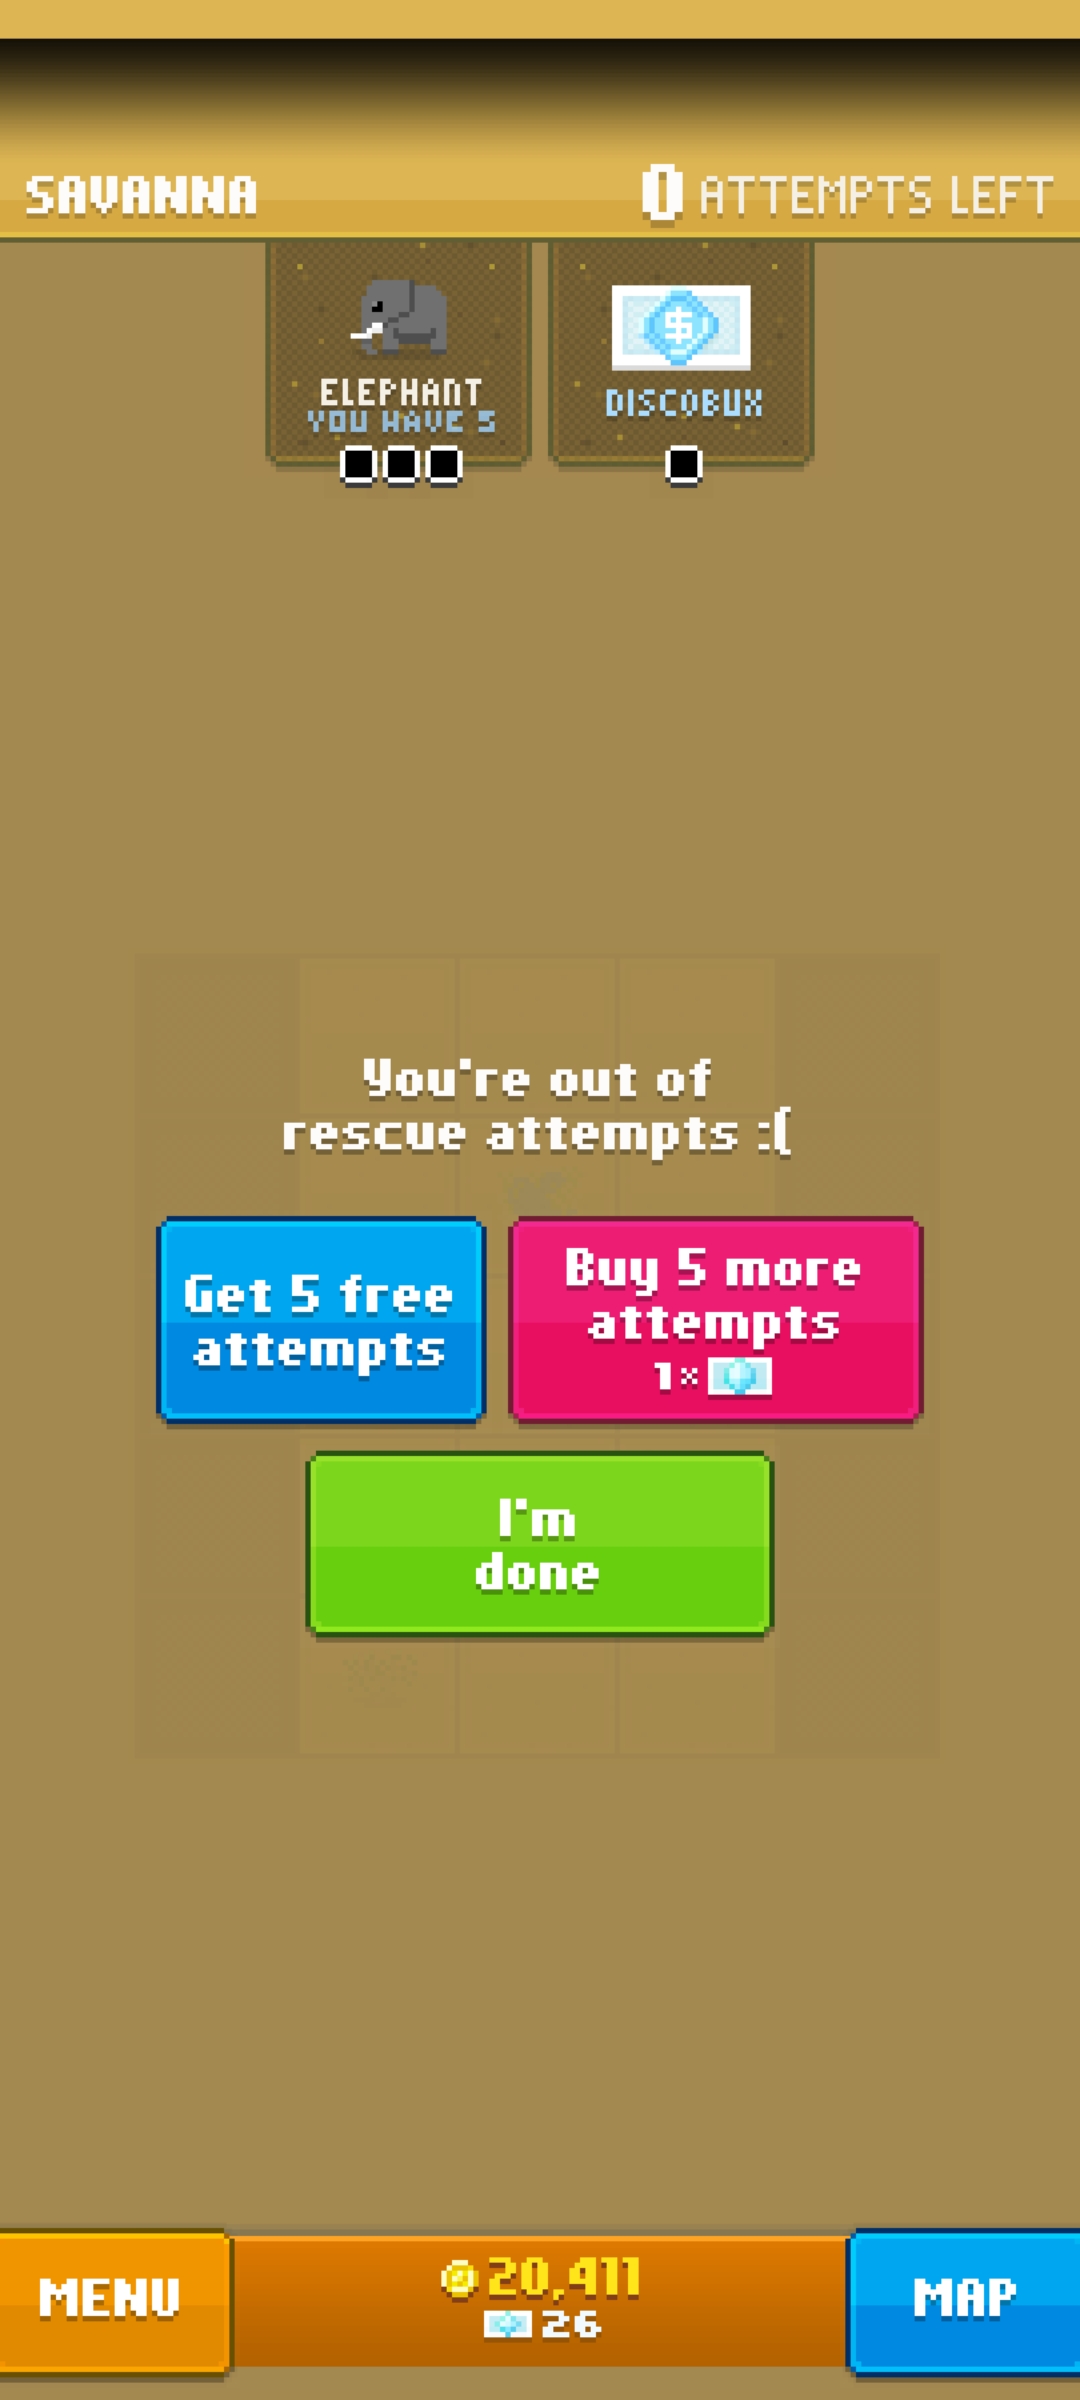 SAVANNA
0 ATTEMPTS LEFT
ELEPHANT
YOU HAVE 5
$
DISCOBUX
You're out of
rescue attempts :(
Get 5 free
attempts
Buy 5 more
attempts
1×
I'm
done
MENU
20,411
26
MAP